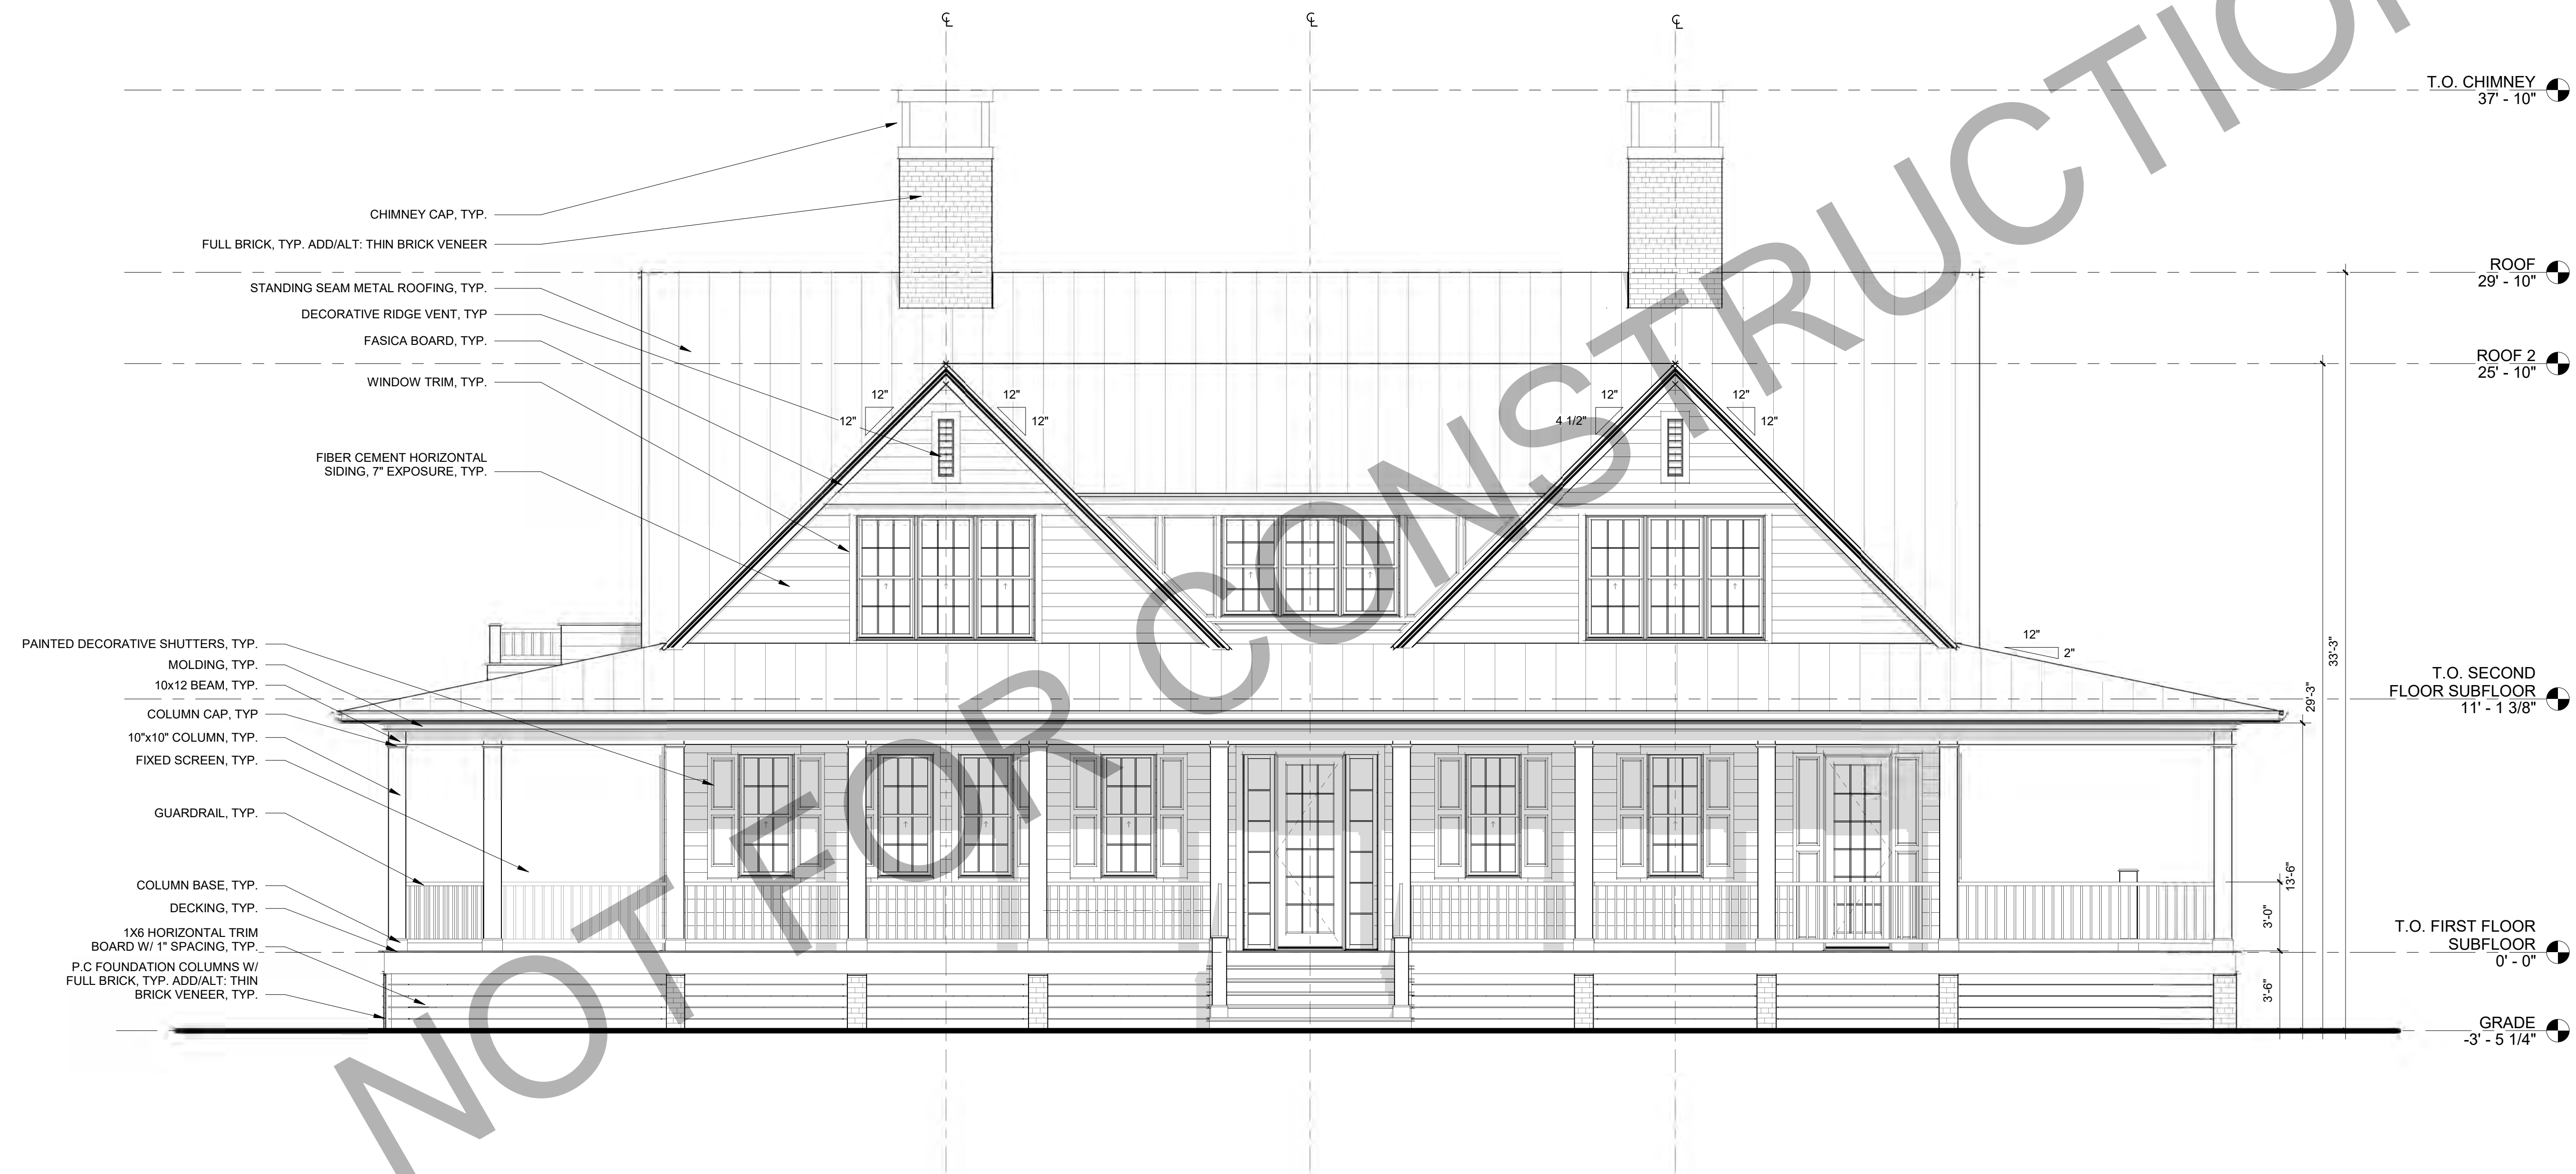 ℄
℄
℄
T.O. CHIMNEY
37' - 10"
CHIMNEY CAP, TYP.
FULL BRICK, TYP. ADD/ALT: THIN BRICK VENEER
ROOF
29' - 10"
STANDING SEAM METAL ROOFING, TYP.
DECORATIVE RIDGE VENT, TYP
FASICA BOARD, TYP.
ROOF 2
25' - 10"
WINDOW TRIM, TYP.
12"
12"
12"
12"
12"
4 1/2"
12"
12"
FIBER CEMENT HORIZONTAL
SIDING, 7" EXPOSURE, TYP.
PAINTED DECORATIVE SHUTTERS, TYP.
MOLDING, TYP.
10x12 BEAM, TYP.
COLUMN CAP, TYP
10"x10" COLUMN, TYP.
FIXED SCREEN, TYP.
GUARDRAIL, TYP.
COLUMN BASE, TYP.
DECKING, TYP.
1X6 HORIZONTAL TRIM
BOARD W/ 1" SPACING, TYP.
P.C FOUNDATION COLUMNS W/
FULL BRICK, TYP. ADD/ALT: THIN
BRICK VENEER, TYP.
12"
2"
33'-3"
29'-3"
13'-6"
3'-0"
3'-6"
T.O. SECOND
FLOOR SUBFLOOR
11' - 1 3/8"
T.O. FIRST FLOOR
SUBFLOOR
0' - 0"
GRADE
-3' - 5 1/4"
NOT FOR CONSTRUCTION